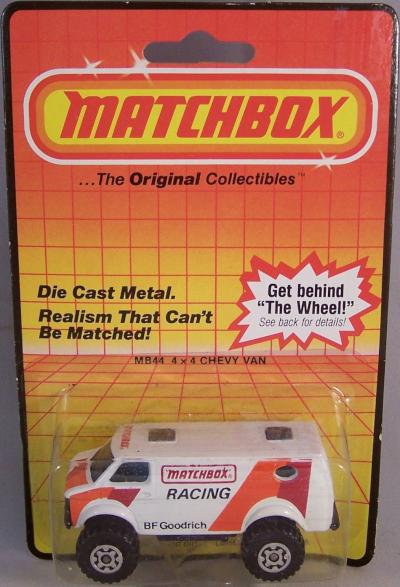 MATCHBOX®
...The Original Collectibles™
Die Cast Metal.
Realism That Can't
Be Matched!
Get behind
"The Wheel!"
See back for details!
MB44 4 x 4 CHEVY VAN
MATCHBOX
RACING
BF Goodrich